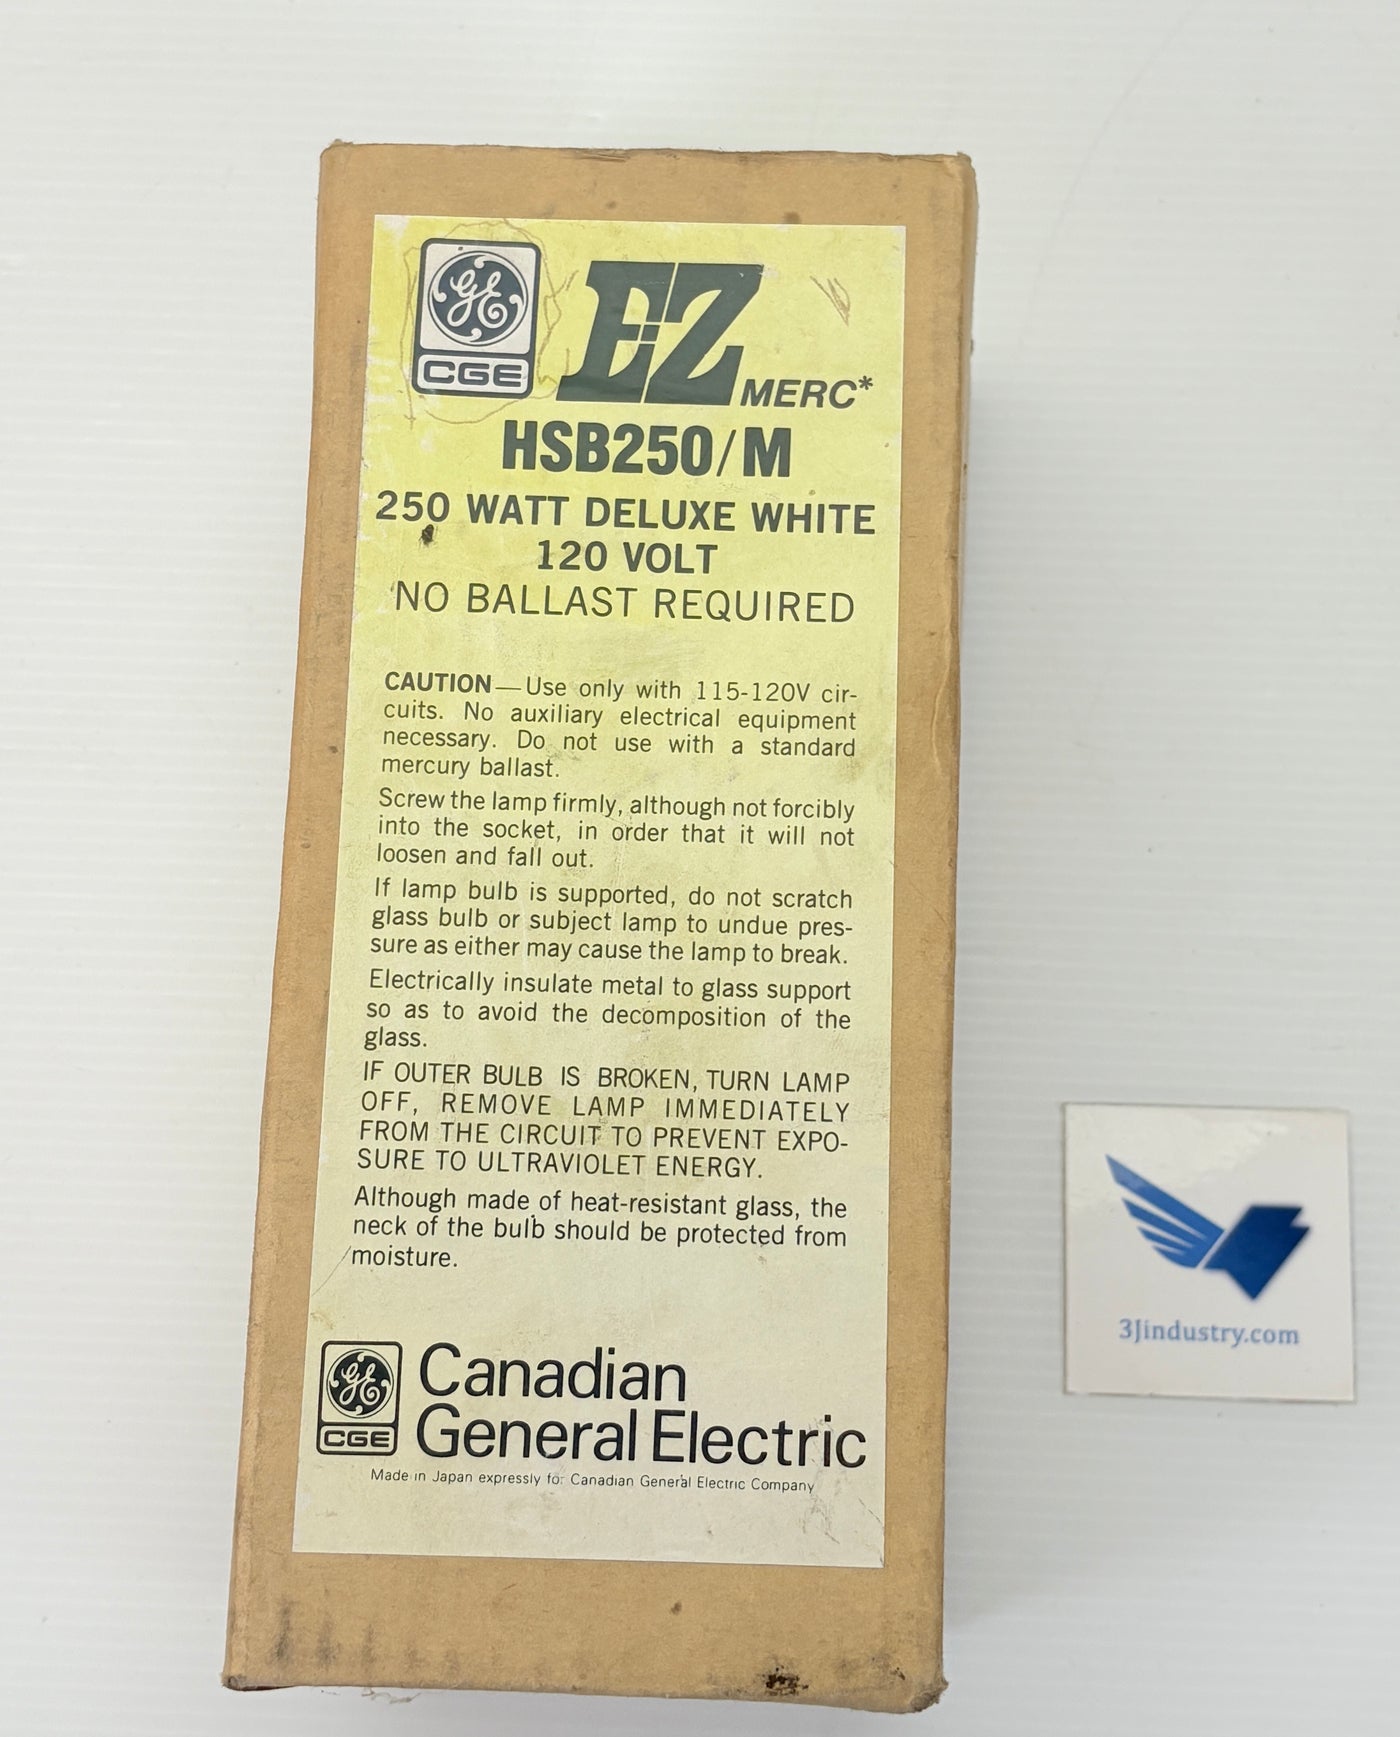 GE
CGE
EZ MERC*
HSB250/M
250 WATT DELUXE WHITE
120 VOLT
NO BALLAST REQUIRED
CAUTION—Use only with 115-120V cir-
cuits. No auxiliary electrical equipment
necessary. Do not use with a standard
mercury ballast.
Screw the lamp firmly, although not forcibly
into the socket, in order that it will not
loosen and fall out.
If lamp bulb is supported, do not scratch
glass bulb or subject lamp to undue pres-
sure as either may cause the lamp to break.
Electrically insulate metal to glass support
so as to avoid the decomposition of the
glass.
IF OUTER BULB IS BROKEN, TURN LAMP
OFF, REMOVE LAMP IMMEDIATELY
FROM THE CIRCUIT TO PREVENT EXPO-
SURE TO ULTRAVIOLET ENERGY.
Although made of heat-resistant glass, the
neck of the bulb should be protected from
moisture.
GE
CGE
Canadian
General Electric
Made in Japan expressly for Canadian General Electric Company
3Jindustry.com